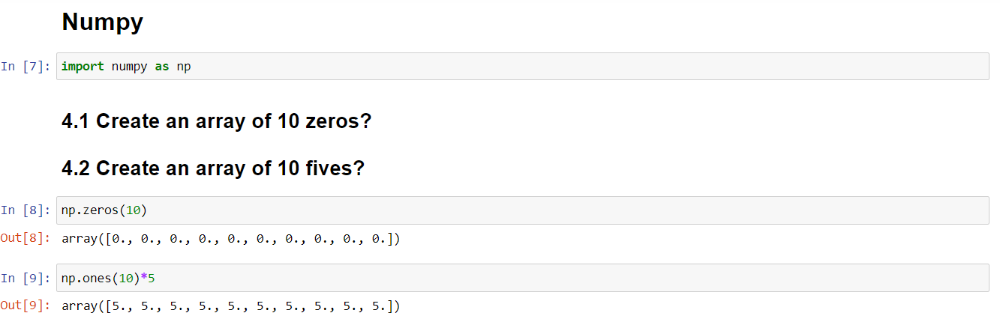 Numpy
In [7]: import numpy as np
4.1 Create an array of 10 zeros?
4.2 Create an array of 10 fives?
In [8]: np.zeros(10)
Out[8]: array([0., 0., 0., 0., 0., 0., 0., 0., 0., 0.])
In [9]: np.ones(10)*5
Out[9]: array([5., 5., 5., 5., 5., 5., 5., 5., 5., 5.])